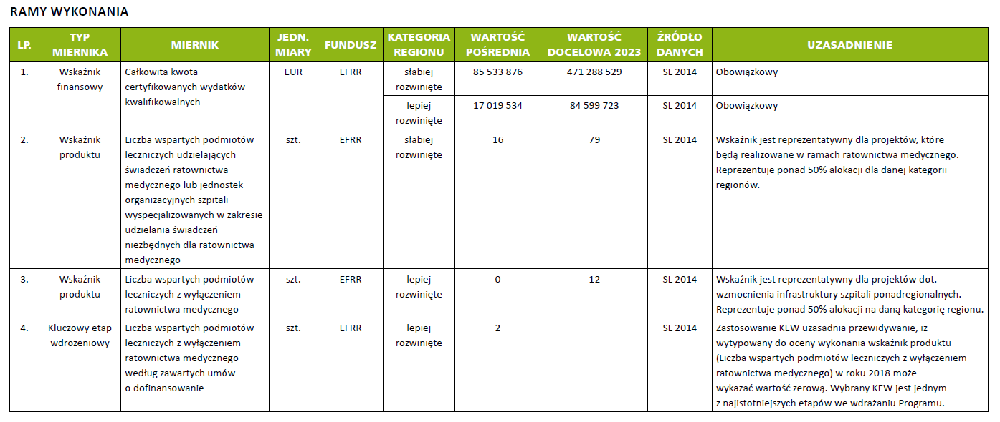 RAMY WYKONANIA
LP.
TYP
MIERNIKA
MIERNIK
JEDN.
MIARY
FUNDUSZ
KATEGORIA
REGIONU
WARTOŚĆ
POŚREDNIA
WARTOŚĆ
DOCELOWA 2023
ŹRÓDŁO
DANYCH
UZASADNIENIE
1.
Wskaźnik
finansowy
Całkowita kwota
certyfikowanych wydatków
kwalifikowalnych
EUR
EFRR
słabiej
rozwinięte
85 533 876
471 288 529
SL 2014
Obowiązkowy
lepiej
rozwinięte
17 019 534
84 599 723
SL 2014
Obowiązkowy
2.
Wskaźnik
produktu
Liczba wspartych podmiotów
leczniczych udzielających
świadczeń ratownictwa
medycznego lub jednostek
organizacyjnych szpitali
wyspecjalizowanych w zakresie
udzielania świadczeń
niezbędnych dla ratownictwa
medycznego
szt.
EFRR
słabiej
rozwinięte
16
79
SL 2014
Wskaźnik jest reprezentatywny dla projektów, które
będą realizowane w ramach ratownictwa medycznego.
Reprezentuje ponad 50% alokacji dla danej kategorii
regionów.
3.
Wskaźnik
produktu
Liczba wspartych podmiotów
leczniczych z wyłączeniem
ratownictwa medycznego
szt.
EFRR
lepiej
rozwinięte
0
12
SL 2014
Wskaźnik jest reprezentatywny dla projektów dot.
wzmocnienia infrastruktury szpitali ponadregionalnych.
Reprezentuje ponad 50% alokacji na daną kategorię regionu.
4.
Kluczowy etap
wdrożeniowy
Liczba wspartych podmiotów
leczniczych z wyłączeniem
ratownictwa medycznego
według zawartych umów
o dofinansowanie
szt.
EFRR
lepiej
rozwinięte
2
–
SL 2014
Zastosowanie KEW uzasadnia przewidywanie, iż
wytypowany do oceny wykonania wskaźnik produktu
(Liczba wspartych podmiotów leczniczych z wyłączeniem
ratownictwa medycznego) w roku 2018 może
wykazać wartość zerową. Wybrany KEW jest jednym
z najistotniejszych etapów we wdrażaniu Programu.